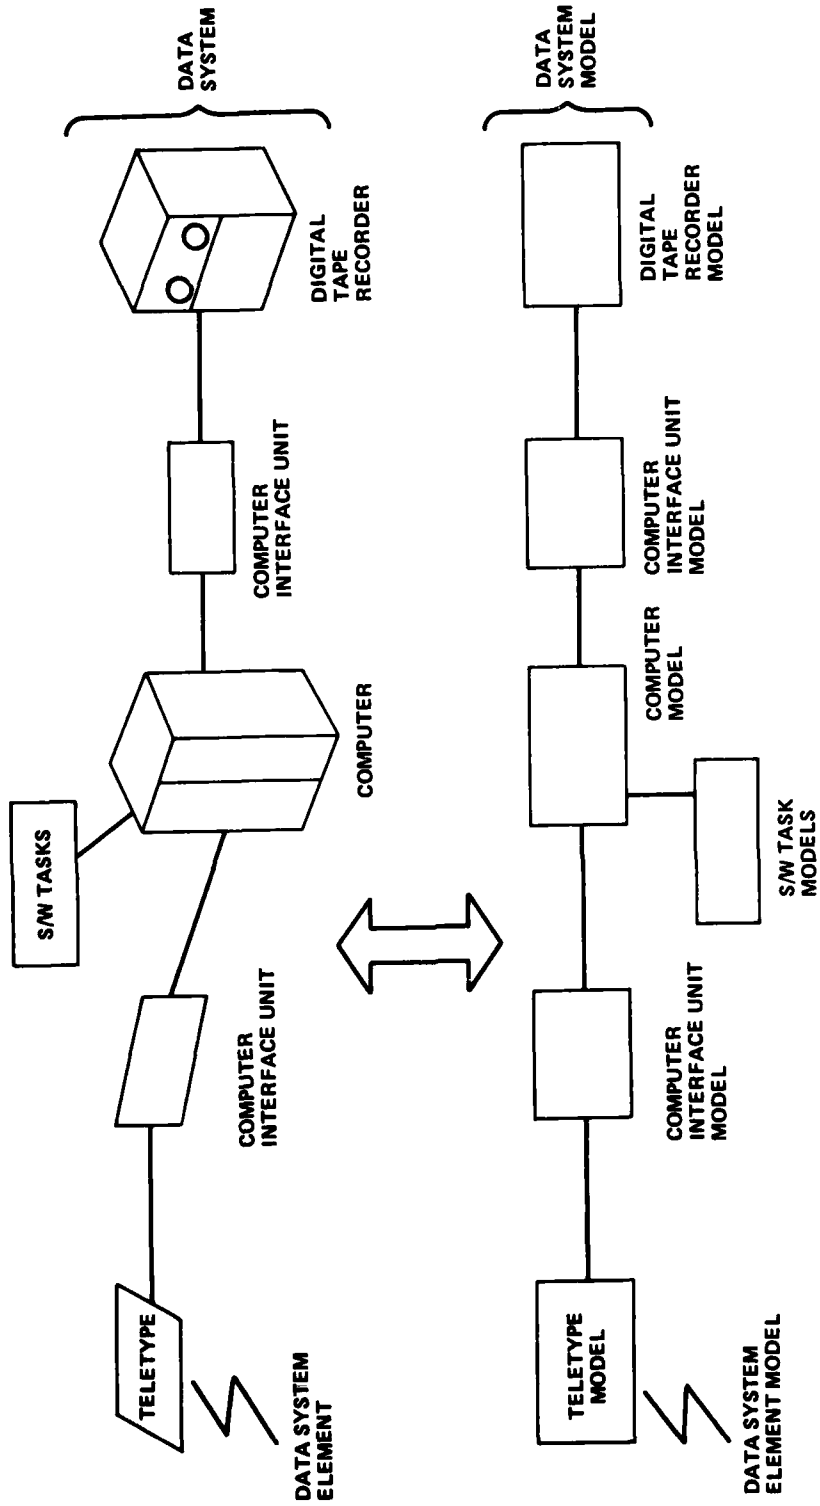 S/W TASKS
TELETYPE
DATA SYSTEM
ELEMENT
COMPUTER
INTERFACE UNIT
COMPUTER
COMPUTER
INTERFACE UNIT
DIGITAL
TAPE
RECORDER
DATA
SYSTEM
TELETYPE
MODEL
DATA SYSTEM
ELEMENT MODEL
COMPUTER
INTERFACE UNIT
MODEL
S/W TASK
MODELS
COMPUTER
MODEL
COMPUTER
INTERFACE UNIT
MODEL
DIGITAL
TAPE
RECORDER
MODEL
DATA
SYSTEM
MODEL